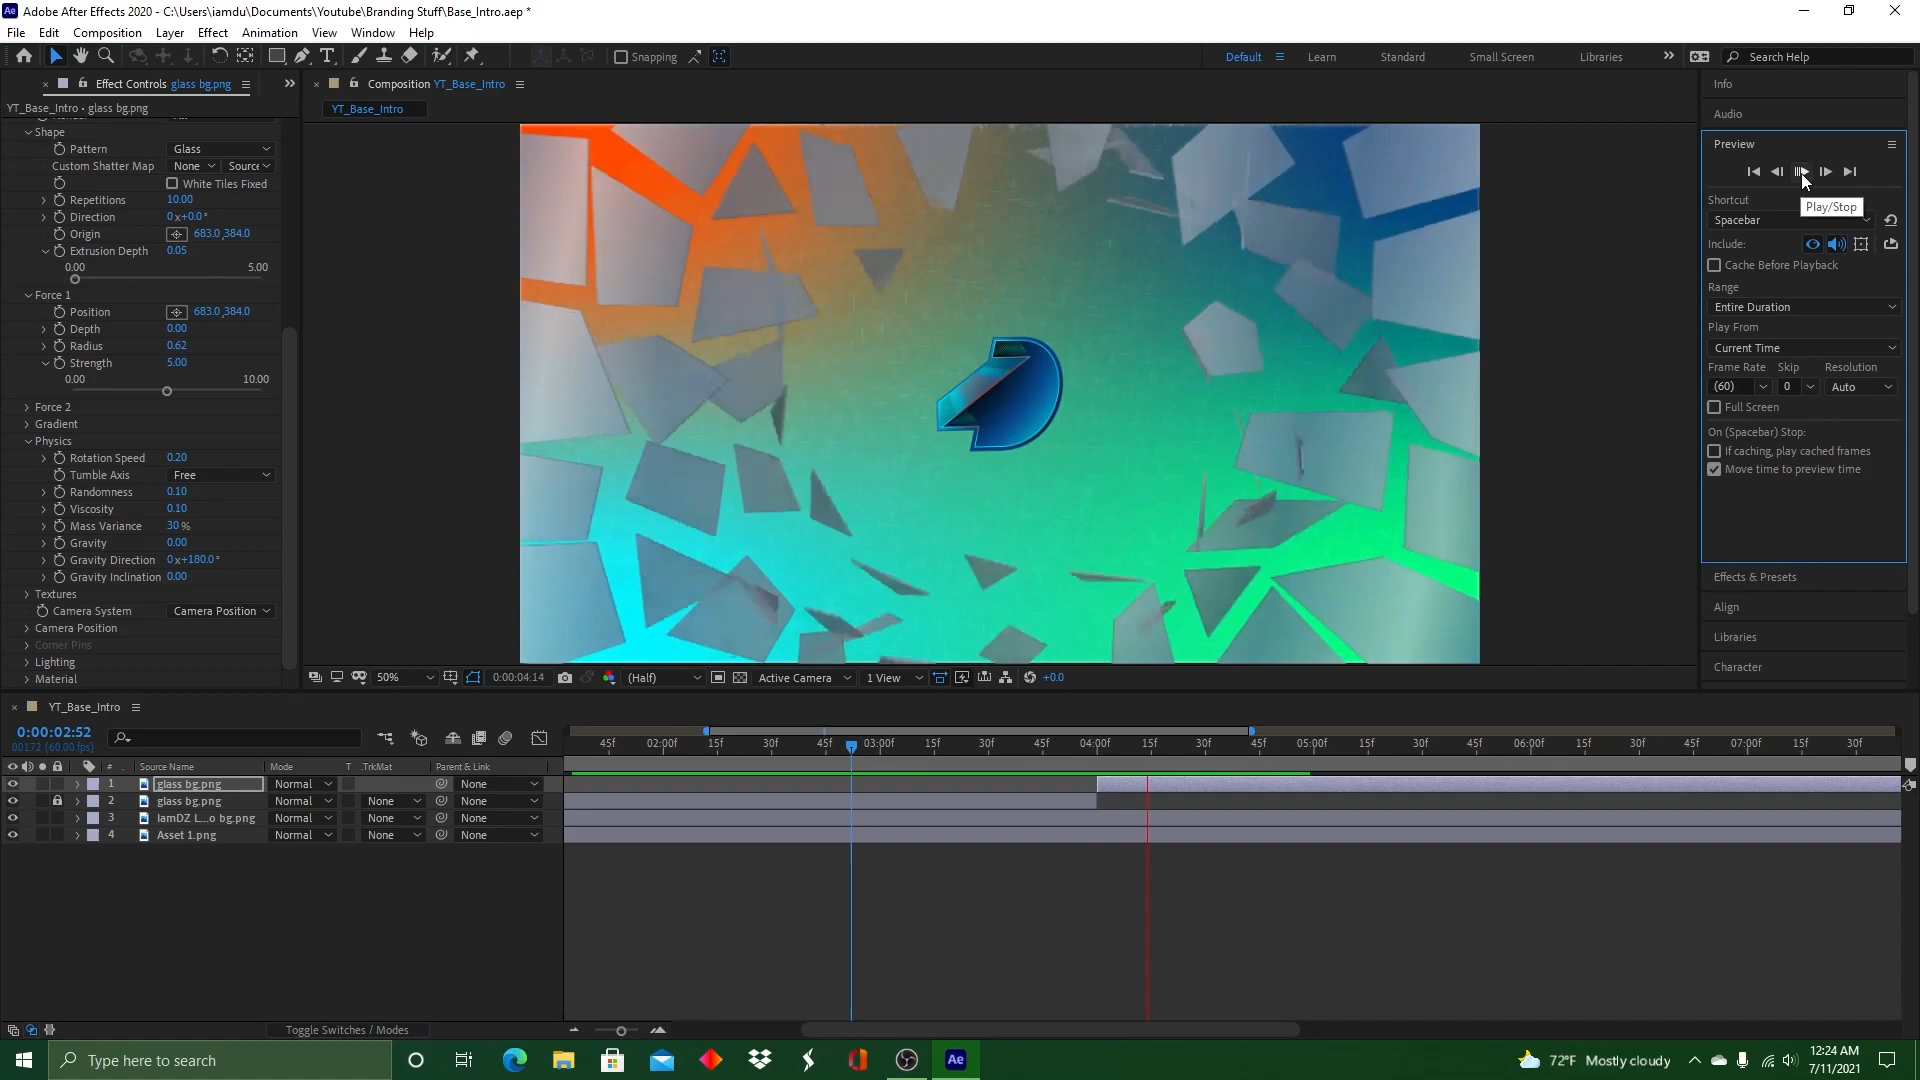 Ae Adobe After Effects 2020 - C:\Users\iamdu\Documents\Youtube\Branding Stuff\Base_Intro.aep *
File Edit Composition Layer Effect Animation View Window Help
Snapping
Default Learn Standard Small Screen Libraries Search Help
Effect Controls glass bg.png
YT_Base_Intro • glass bg.png
Shape
Pattern Glass
Custom Shatter Map None Source
White Tiles Fixed
Repetitions 10.00
Direction 0x+0.0°
Origin 683.0,384.0
Extrusion Depth 0.05
0.00 5.00
Force 1
Position 683.0,384.0
Depth 0.00
Radius 0.62
Strength 5.00
0.00 10.00
Force 2
Gradient
Physics
Rotation Speed 0.20
Tumble Axis Free
Randomness 0.10
Viscosity 0.10
Mass Variance 30%
Gravity 0.00
Gravity Direction 0x+180.0°
Gravity Inclination 0.00
Textures
Camera System Camera Position
Camera Position
Corner Pins
Lighting
Material
Composition YT_Base_Intro
YT_Base_Intro
50% 0:00:04:14 (Half) Active Camera 1 View +0.0
Info
Audio
Preview
Play/Stop
Shortcut
Spacebar
Include:
Cache Before Playback
Range
Entire Duration
Play From
Current Time
Frame Rate Skip Resolution
(60) 0 Auto
Full Screen
On (Spacebar) Stop:
If caching, play cached frames
Move time to preview time
Effects & Presets
Align
Libraries
Character
YT_Base_Intro
0:00:02:52
00172 (60.00 fps)
45f 02:00f 15f 30f 45f 03:00f 15f 30f 45f 04:00f 15f 30f 45f 05:00f 15f 30f 45f 06:00f 15f 30f 45f 07:00f 15f 30f
# Source Name Mode T .TrkMat Parent & Link
1 glass bg.png Normal None
2 glass bg.png Normal None None
3 IamDZ L...o bg.png Normal None None
4 Asset 1.png Normal None None
Toggle Switches / Modes
Type here to search
Ae
72°F Mostly cloudy
12:24 AM
7/11/2021